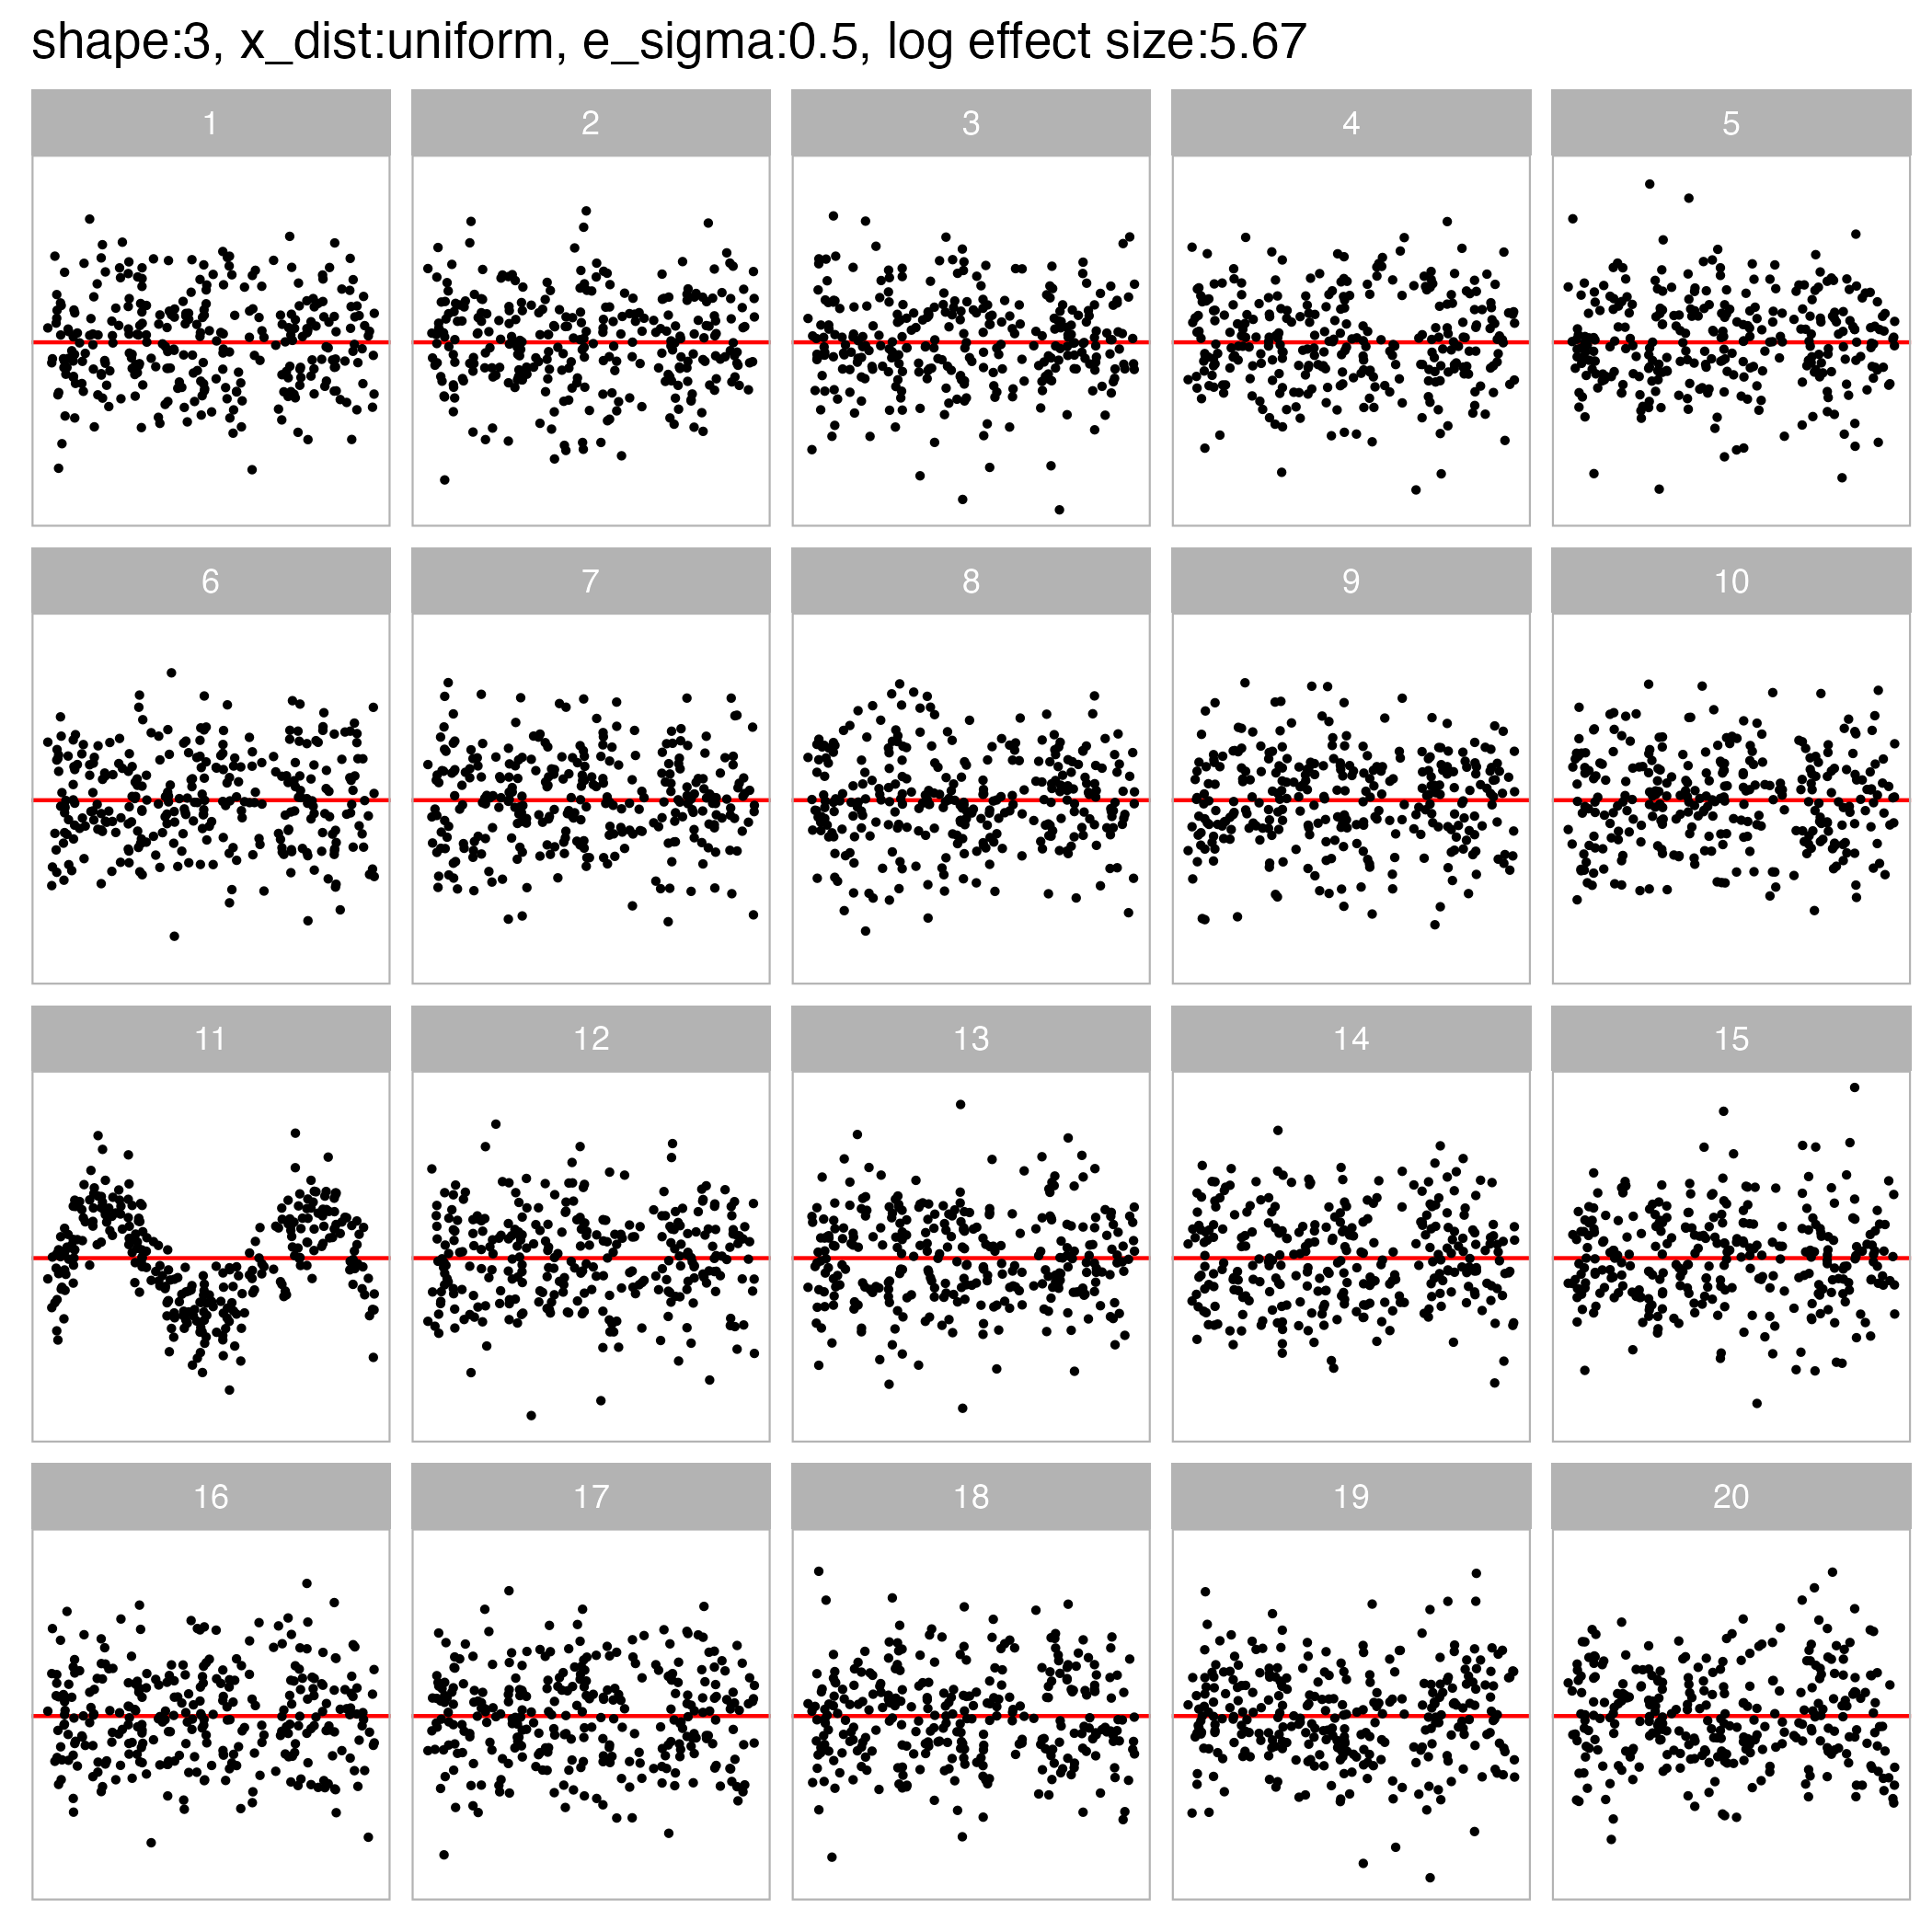 shape:3, x_dist:uniform, e_sigma:0.5, log effect size:5.67
1 2 3 4 5
6 7 8 9 10
11 12 13 14 15
16 17 18 19 20